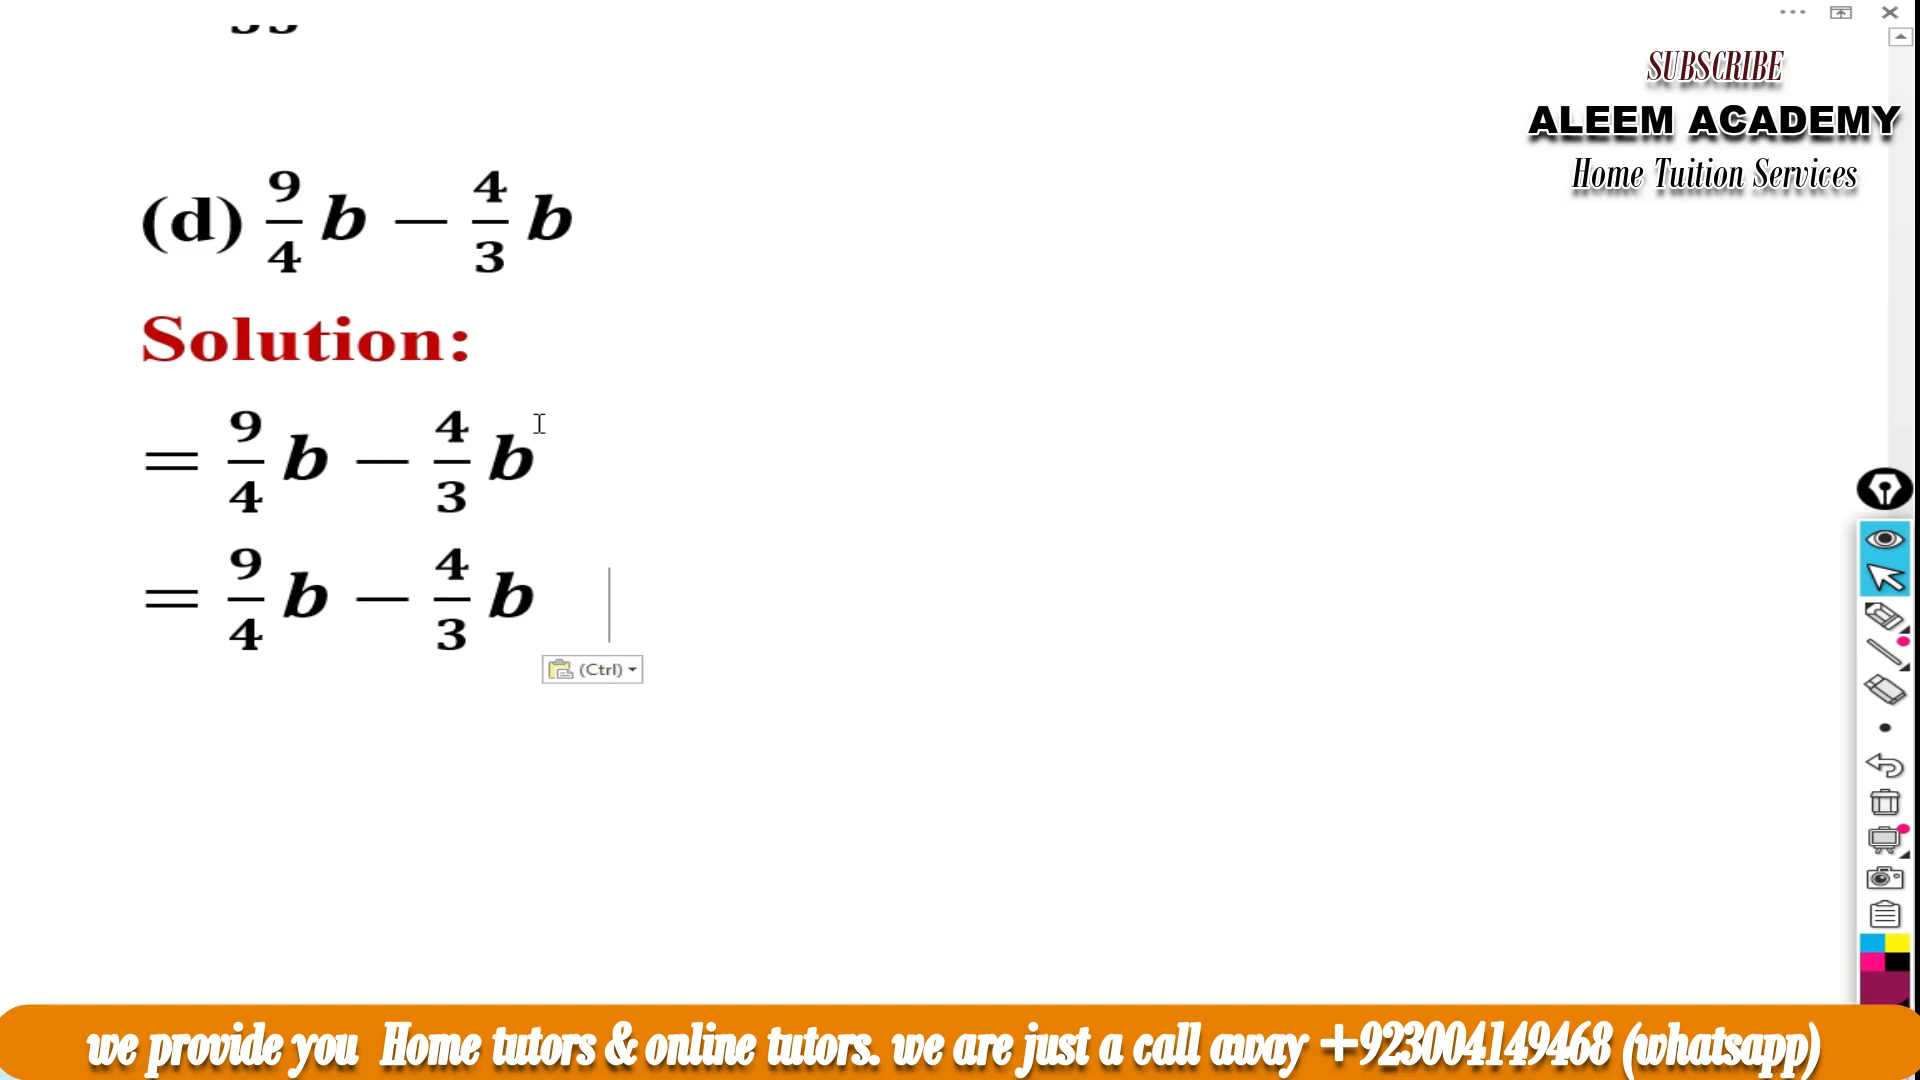 SUBSCRIBE
ALEEM ACADEMY
Home Tuition Services
(d) 9/4 b − 4/3 b
Solution:
= 9/4 b − 4/3 b
= 9/4 b − 4/3 b
(Ctrl)
we provide you Home tutors & online tutors. we are just a call away +923004149468 (whatsapp)